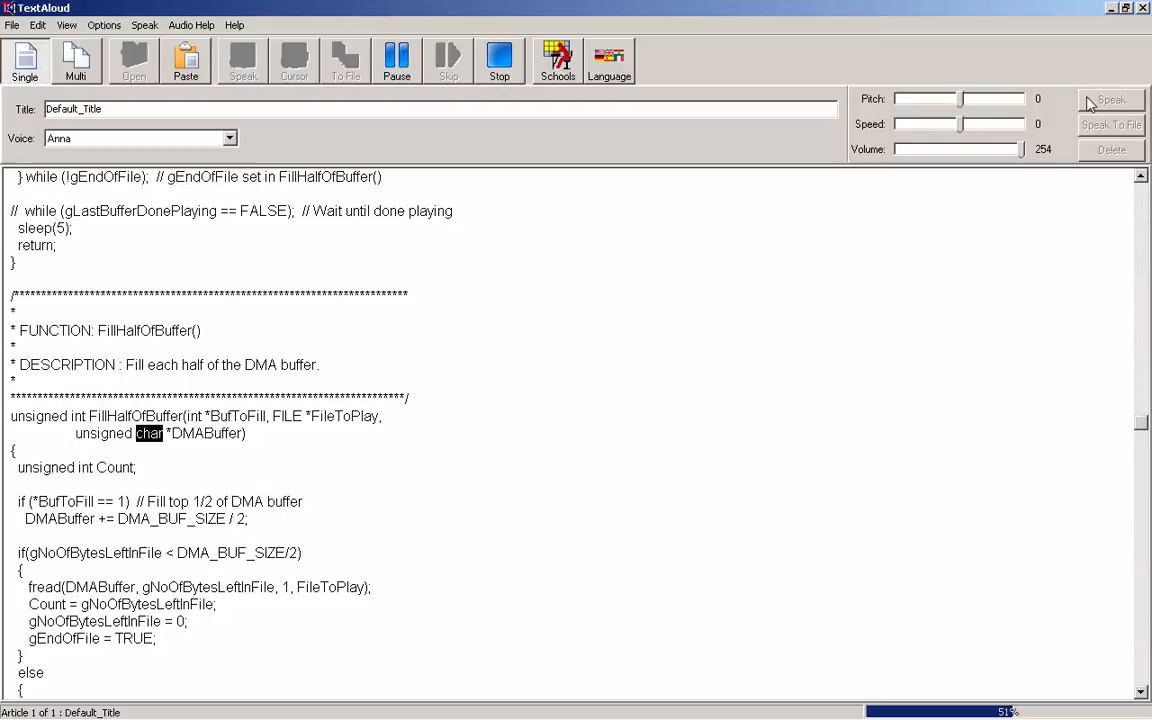 TextAloud
File Edit View Options Speak Audio Help Help
Single Multi Open Paste Speak Cursor To File Pause Skip Stop Schools Language
Title: Default_Title
Voice: Anna
Pitch: 0 Speak
Speed: 0 Speak To File
Volume: 254 Delete
} while (!gEndOfFile); // gEndOfFile set in FillHalfOfBuffer()
// while (gLastBufferDonePlaying == FALSE); // Wait until done playing
sleep(5);
return;
}
/***************************************************************************
*
* FUNCTION: FillHalfOfBuffer()
*
* DESCRIPTION : Fill each half of the DMA buffer.
*
***************************************************************************/
unsigned int FillHalfOfBuffer(int *BufToFill, FILE *FileToPlay,
unsigned char *DMABuffer)
{
unsigned int Count;
if (*BufToFill == 1) // Fill top 1/2 of DMA buffer
DMABuffer += DMA_BUF_SIZE / 2;
if(gNoOfBytesLeftInFile < DMA_BUF_SIZE/2)
{
fread(DMABuffer, gNoOfBytesLeftInFile, 1, FileToPlay);
Count = gNoOfBytesLeftInFile;
gNoOfBytesLeftInFile = 0;
gEndOfFile = TRUE;
}
else
{
Article 1 of 1 : Default_Title 51%